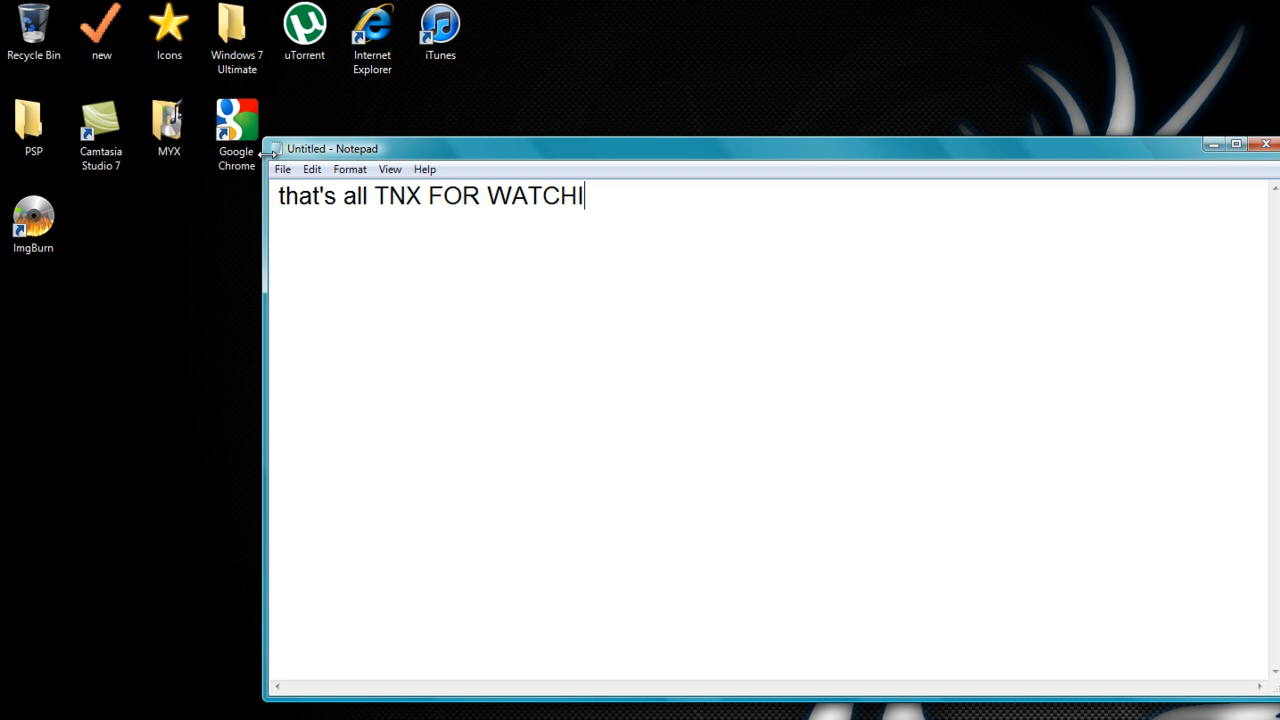 Recycle Bin
new
Icons
Windows 7
Ultimate
uTorrent
Internet
Explorer
iTunes
PSP
Camtasia
Studio 7
MYX
Google
Chrome
ImgBurn
Untitled - Notepad
File Edit Format View Help
that's all TNX FOR WATCHI